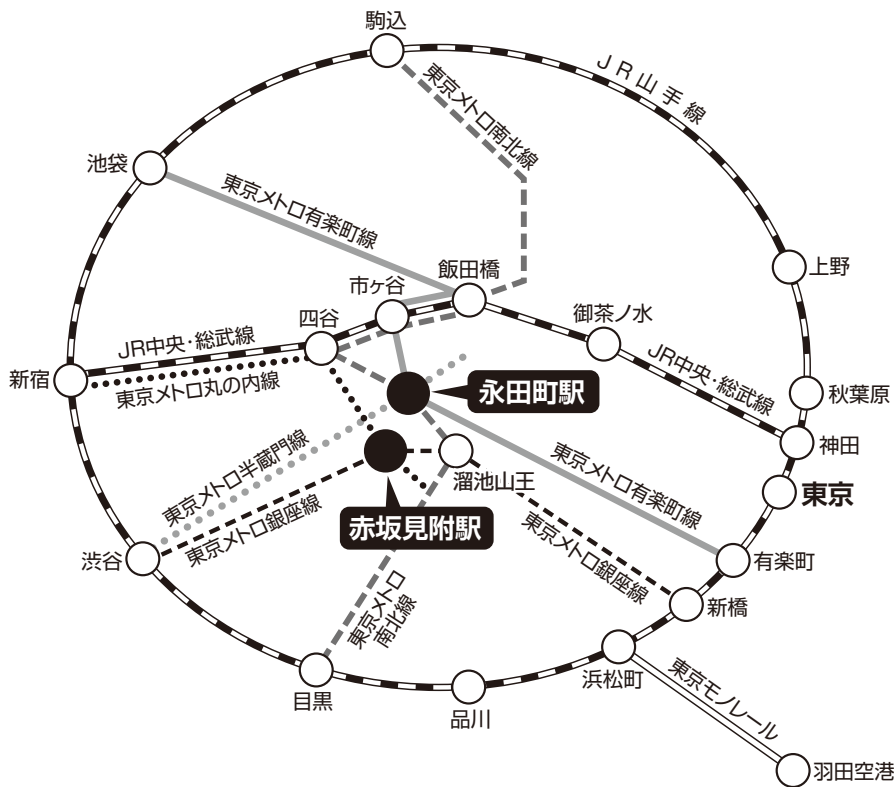 駒込
JR山手線
東京メトロ南北線
池袋
東京メトロ有楽町線
上野
飯田橋
市ヶ谷
御茶ノ水
四谷
JR中央・総武線
JR中央・総武線
新宿
東京メトロ丸の内線
永田町駅
秋葉原
神田
東京メトロ半蔵門線
東京メトロ有楽町線
溜池山王
東京
東京メトロ銀座線
赤坂見附駅
東京メトロ銀座線
渋谷
有楽町
新橋
東京メトロ
南北線
浜松町
目黒
品川
東京モノレール
羽田空港